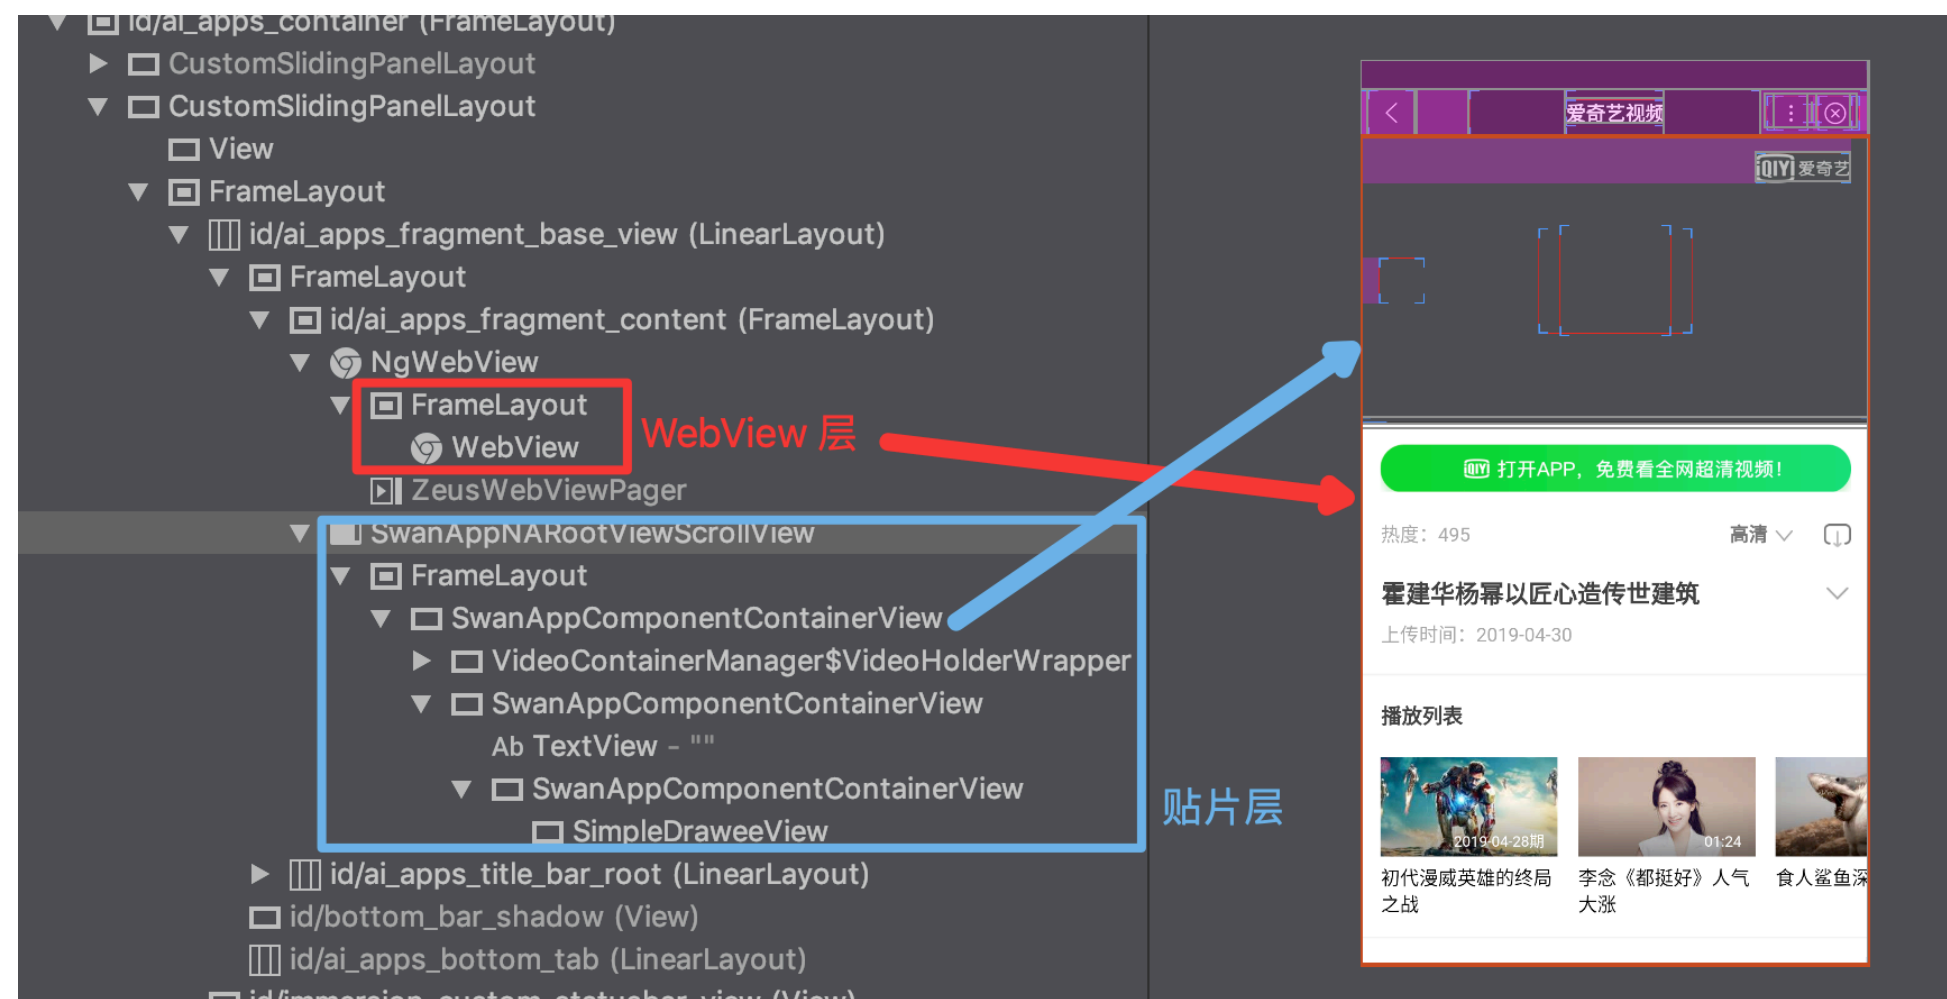 id/ai_apps_container (FrameLayout)
CustomSlidingPanelLayout
CustomSlidingPanelLayout
View
FrameLayout
id/ai_apps_fragment_base_view (LinearLayout)
FrameLayout
id/ai_apps_fragment_content (FrameLayout)
NgWebView
FrameLayout
WebView
ZeusWebViewPager
SwanAppNARootViewScrollView
FrameLayout
SwanAppComponentContainerView
VideoContainerManager$VideoHolderWrapper
SwanAppComponentContainerView
Ab TextView - ""
SwanAppComponentContainerView
SimpleDraweeView
id/ai_apps_title_bar_root (LinearLayout)
id/bottom_bar_shadow (View)
id/ai_apps_bottom_tab (LinearLayout)
id/immersion_custom_statusbar_view (View)
WebView 层
贴片层
爱奇艺视频
iQIYI 爱奇艺
QIY 打开APP，免费看全网超清视频！
热度：495
高清
霍建华杨幂以匠心造传世建筑
上传时间：2019-04-30
播放列表
2019-04-28期
01:24
初代漫威英雄的终局之战
李念《都挺好》人气大涨
食人鲨鱼深